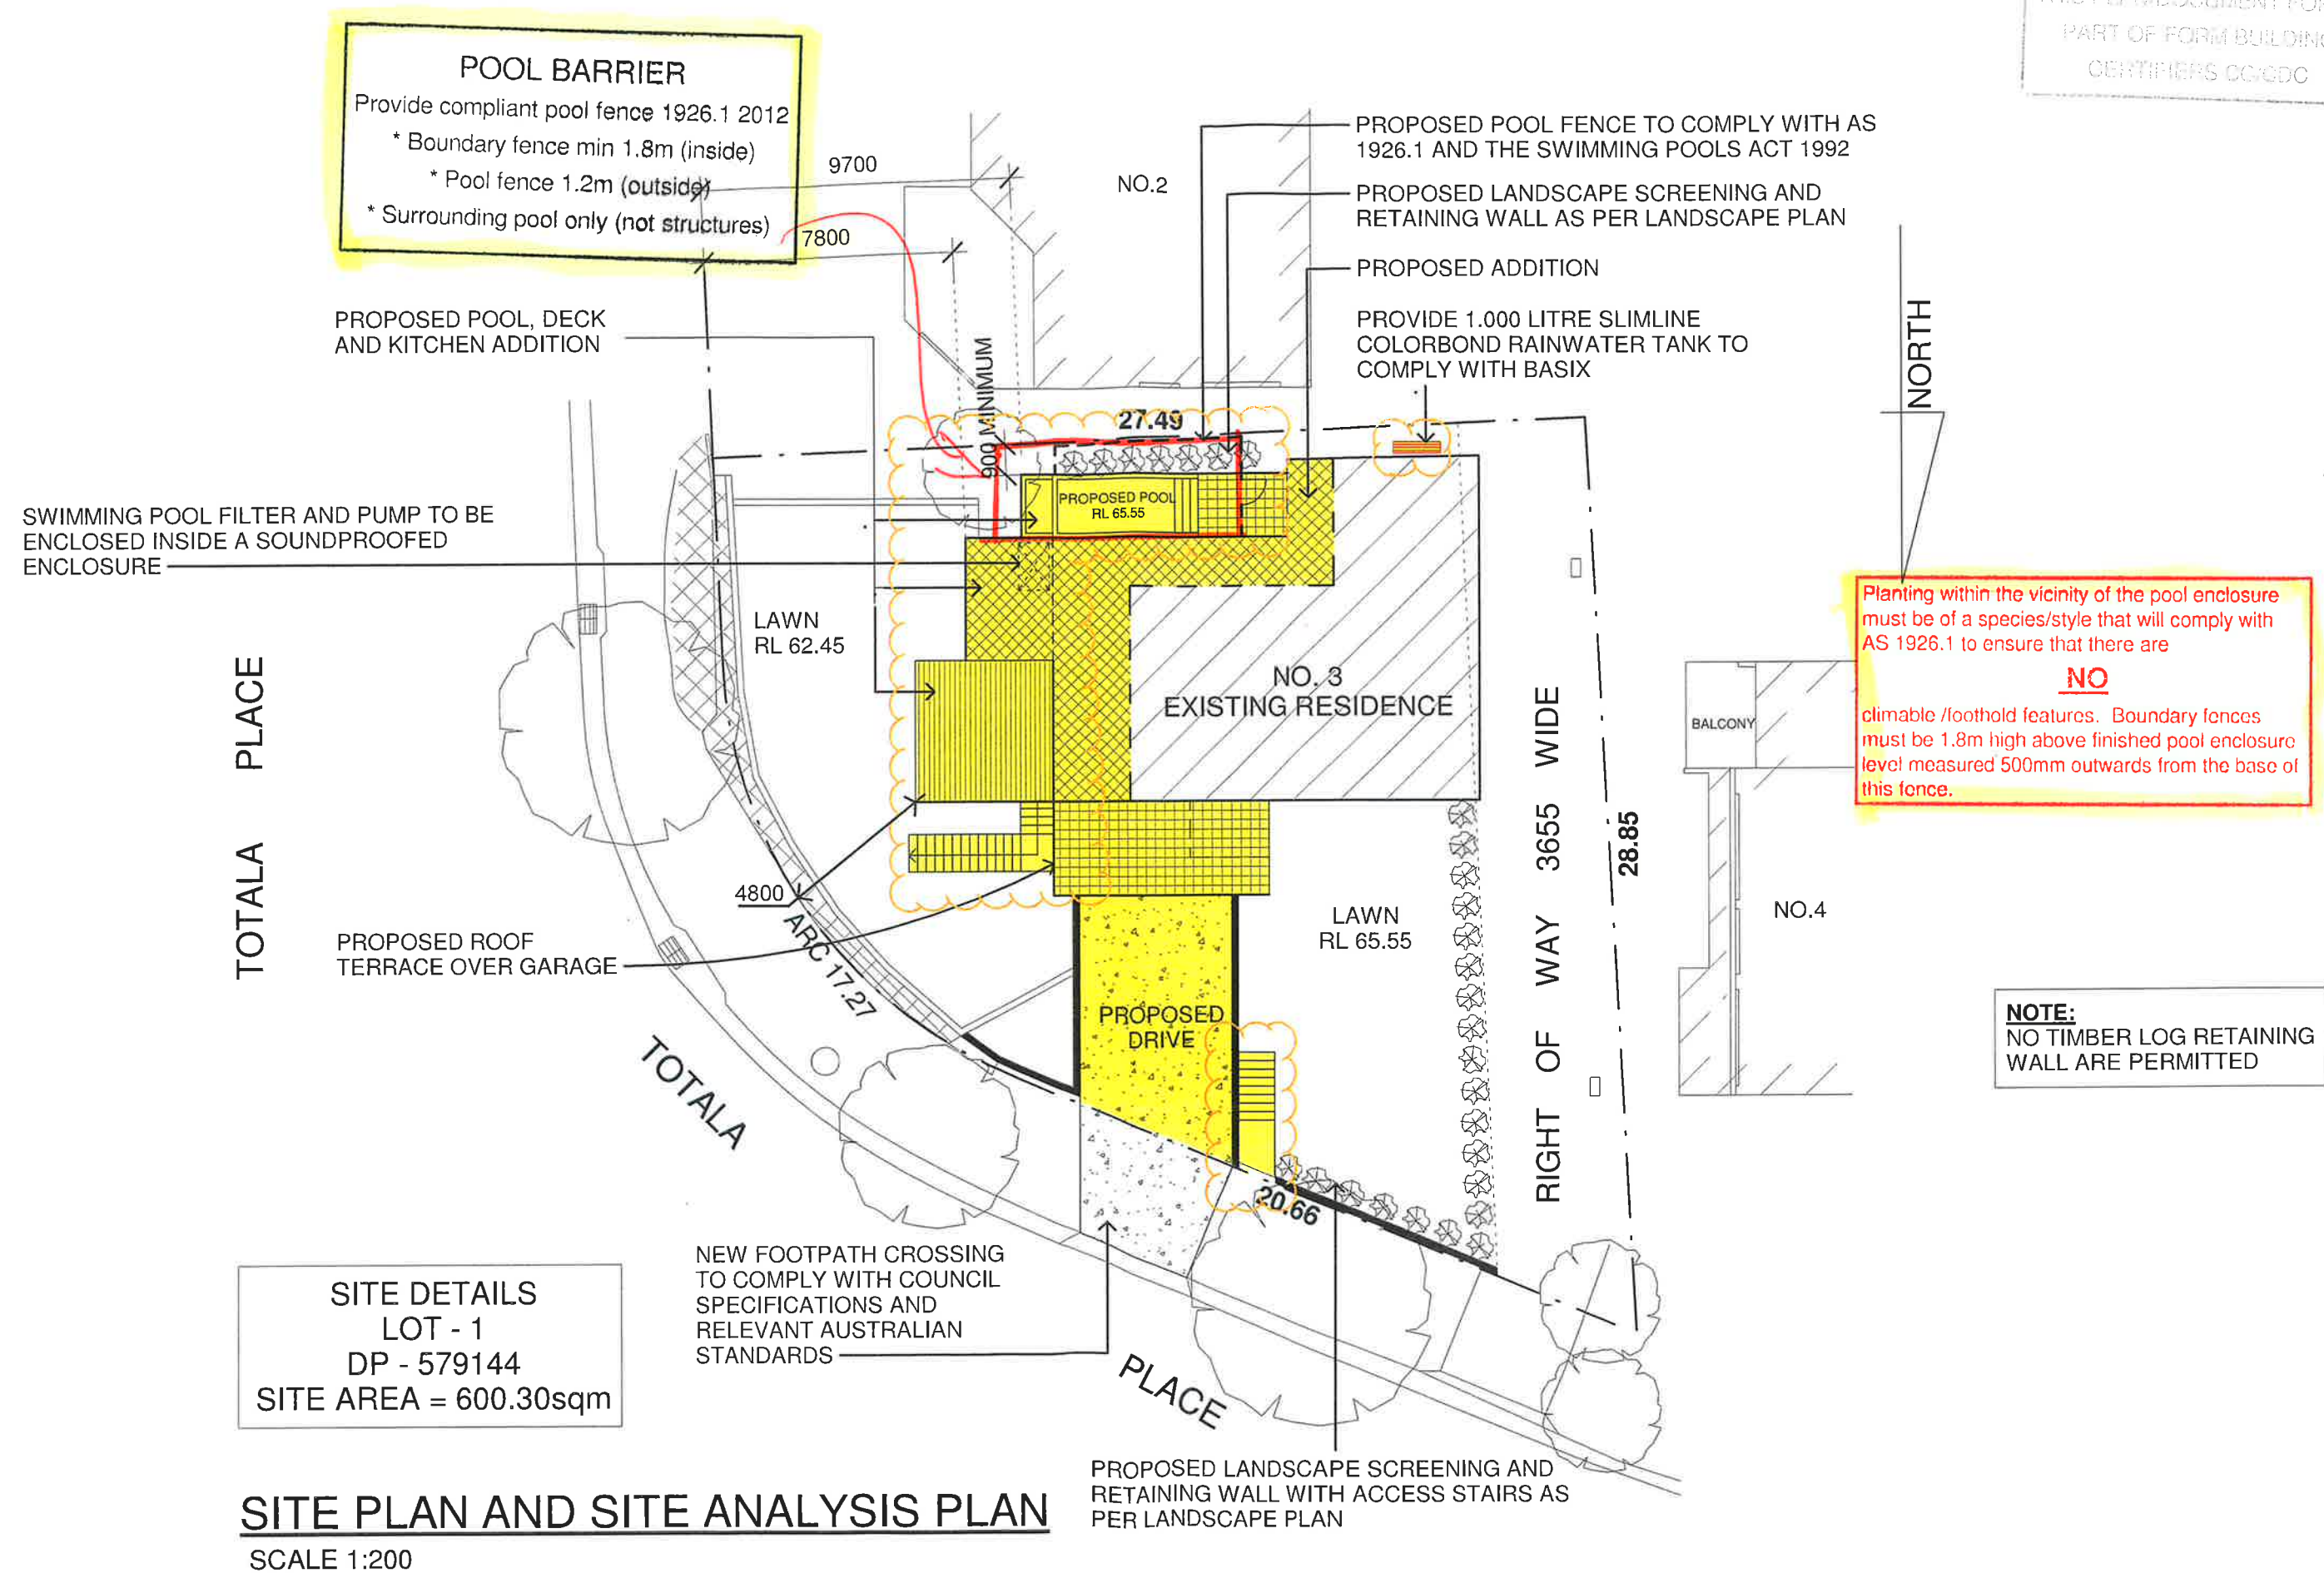 PART OF FORM BUILDING
CERTIFIERS CC/CDC
POOL BARRIER
Provide compliant pool fence 1926.1 2012
* Boundary fence min 1.8m (inside)
* Pool fence 1.2m (outside)
* Surrounding pool only (not structures)
9700
7800
NO.2
PROPOSED POOL FENCE TO COMPLY WITH AS
1926.1 AND THE SWIMMING POOLS ACT 1992
PROPOSED LANDSCAPE SCREENING AND
RETAINING WALL AS PER LANDSCAPE PLAN
PROPOSED ADDITION
PROVIDE 1.000 LITRE SLIMLINE
COLORBOND RAINWATER TANK TO
COMPLY WITH BASIX
NORTH
PROPOSED POOL, DECK
AND KITCHEN ADDITION
900 MINIMUM
27.49
PROPOSED POOL
RL 65.55
SWIMMING POOL FILTER AND PUMP TO BE
ENCLOSED INSIDE A SOUNDPROOFED
ENCLOSURE
LAWN
RL 62.45
NO. 3
EXISTING RESIDENCE
Planting within the vicinity of the pool enclosure
must be of a species/style that will comply with
AS 1926.1 to ensure that there are
NO
climable /foothold features. Boundary fences
must be 1.8m high above finished pool enclosure
level measured 500mm outwards from the base of
this fence.
BALCONY
TOTALA PLACE
RIGHT OF WAY 3655 WIDE
28.85
4800
ARC 17.27
LAWN
RL 65.55
NO.4
PROPOSED ROOF
TERRACE OVER GARAGE
PROPOSED
DRIVE
NOTE:
NO TIMBER LOG RETAINING
WALL ARE PERMITTED
TOTALA
20.66
NEW FOOTPATH CROSSING
TO COMPLY WITH COUNCIL
SPECIFICATIONS AND
RELEVANT AUSTRALIAN
STANDARDS
SITE DETAILS
LOT - 1
DP - 579144
SITE AREA = 600.30sqm
PLACE
PROPOSED LANDSCAPE SCREENING AND
RETAINING WALL WITH ACCESS STAIRS AS
PER LANDSCAPE PLAN
SITE PLAN AND SITE ANALYSIS PLAN
SCALE 1:200